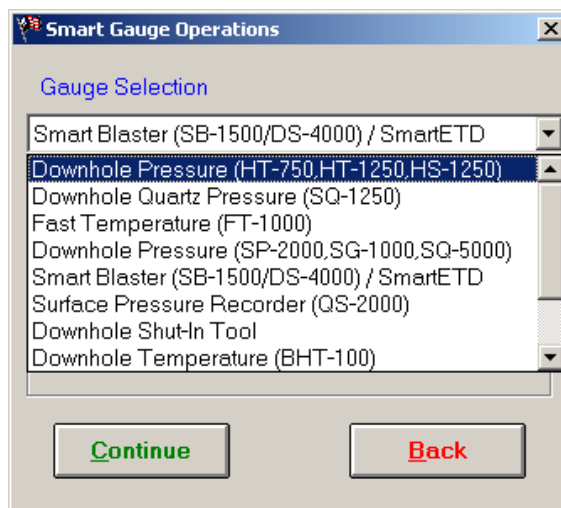 Smart Gauge Operations
Gauge Selection
Smart Blaster (SB-1500/DS-4000) / SmartETD
Downhole Pressure (HT-750,HT-1250,HS-1250)
Downhole Quartz Pressure (SQ-1250)
Fast Temperature (FT-1000)
Downhole Pressure (SP-2000,SG-1000,SQ-5000)
Smart Blaster (SB-1500/DS-4000) / SmartETD
Surface Pressure Recorder (QS-2000)
Downhole Shut-In Tool
Downhole Temperature (BHT-100)
Continue Back